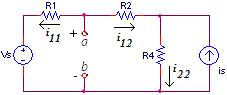 R1
R2
+
a
i11
i12
Vs
+
-
R4
is
-
b
i22